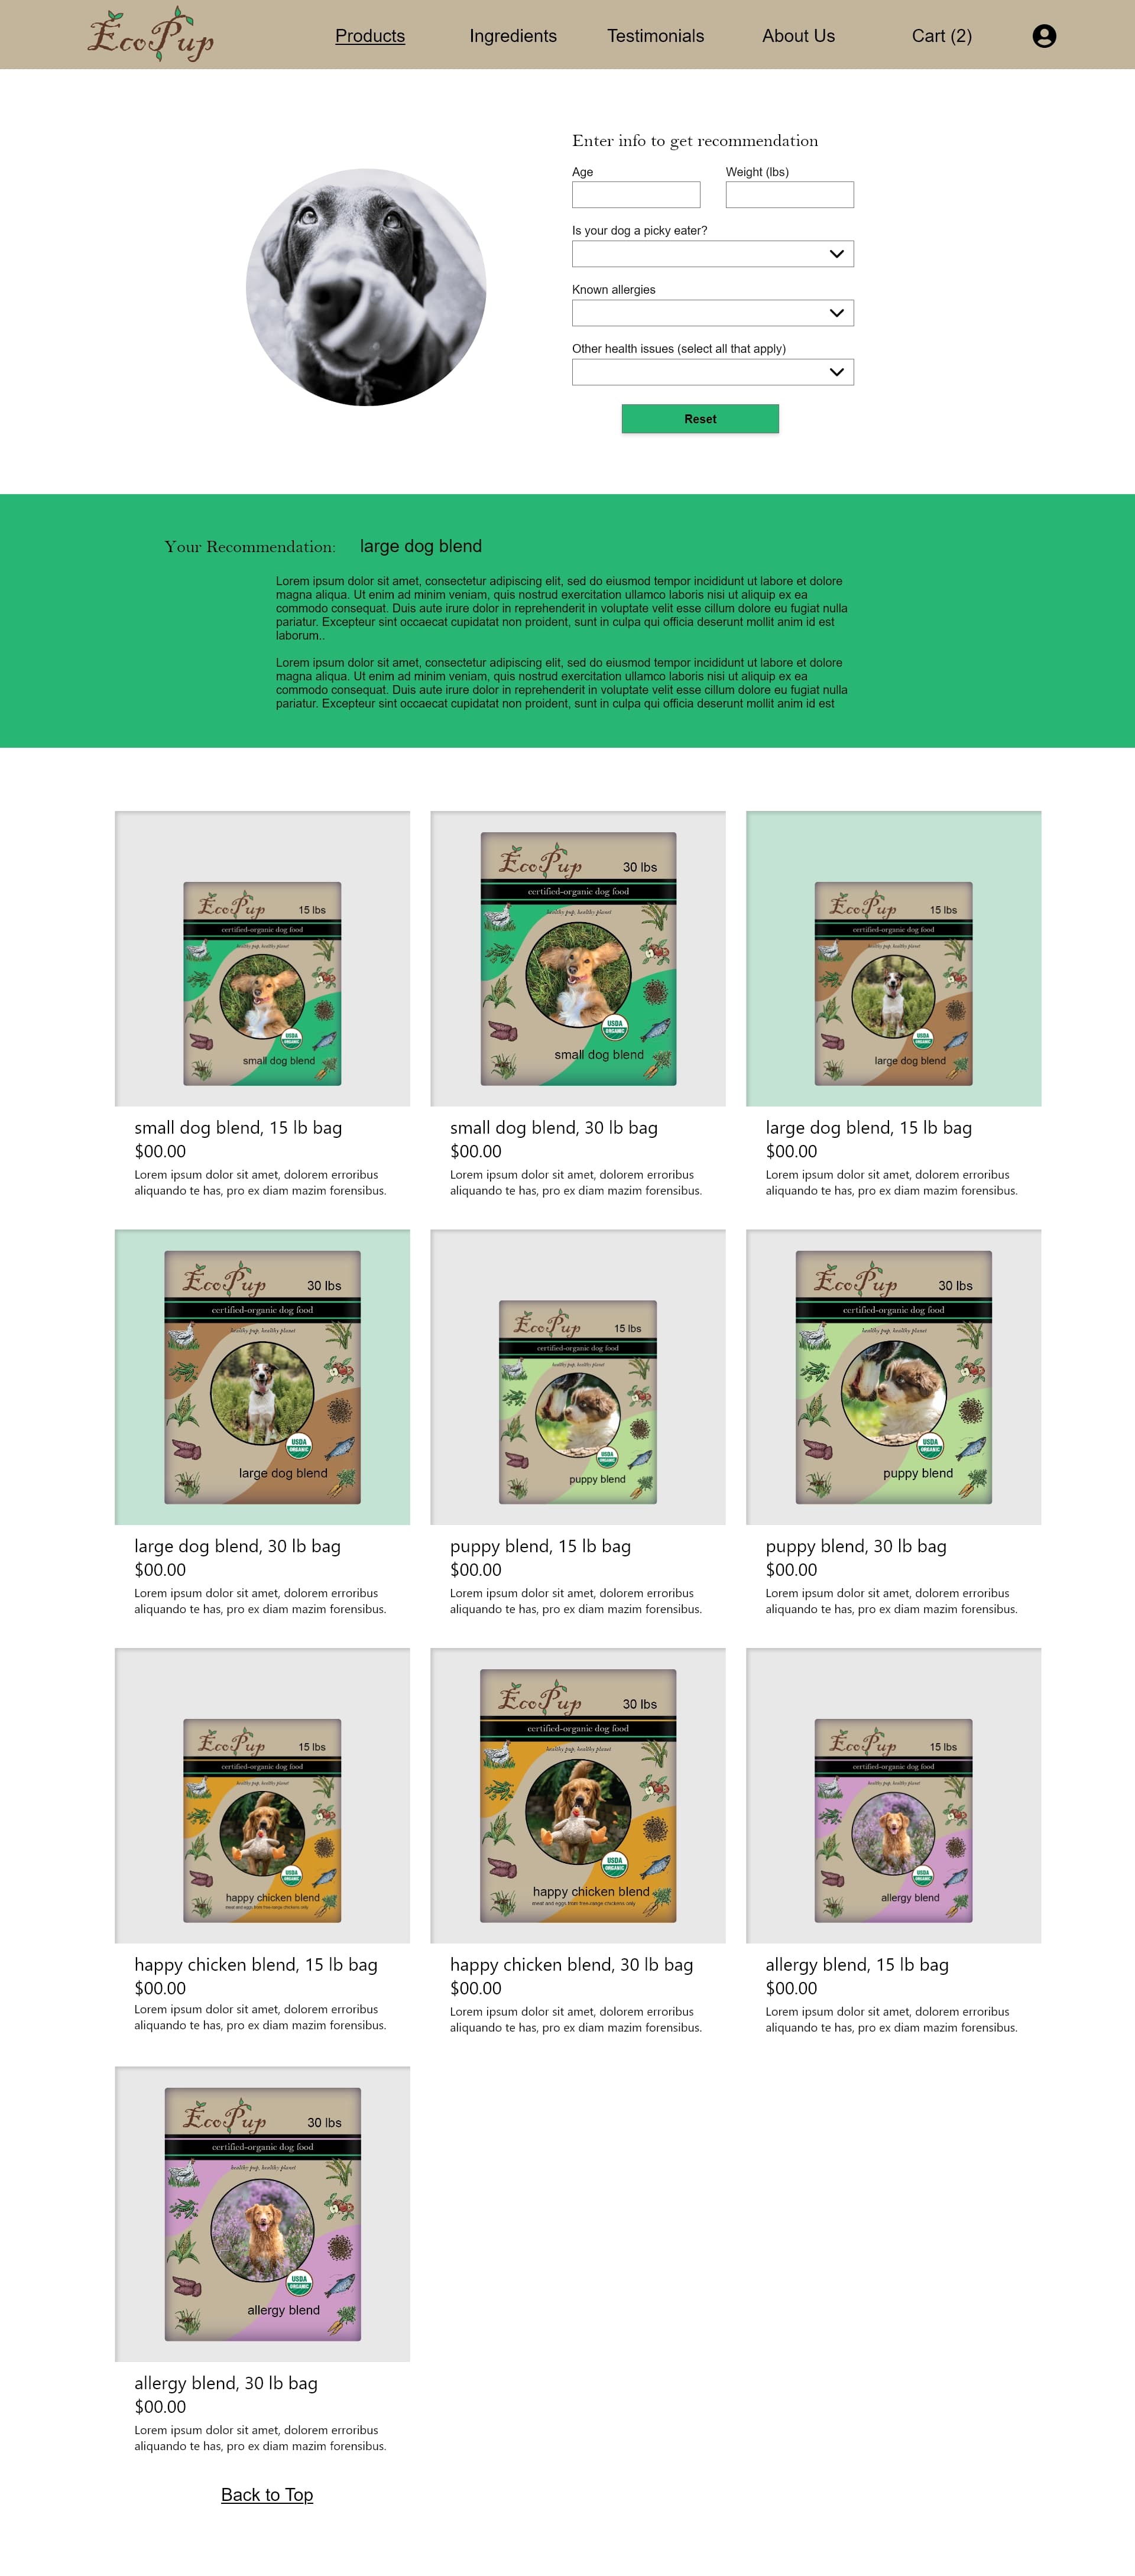 EcoPup
Products
Ingredients
Testimonials
About Us
Cart (2)
Enter info to get recommendation
Age
Weight (lbs)
Is your dog a picky eater?
Known allergies
Other health issues (select all that apply)
Reset
Your Recommendation:
large dog blend
Lorem ipsum dolor sit amet, consectetur adipiscing elit, sed do eiusmod tempor incididunt ut labore et dolore
magna aliqua. Ut enim ad minim veniam, quis nostrud exercitation ullamco laboris nisi ut aliquip ex ea
commodo consequat. Duis aute irure dolor in reprehenderit in voluptate velit esse cillum dolore eu fugiat nulla
pariatur. Excepteur sint occaecat cupidatat non proident, sunt in culpa qui officia deserunt mollit anim id est
laborum..
Lorem ipsum dolor sit amet, consectetur adipiscing elit, sed do eiusmod tempor incididunt ut labore et dolore
magna aliqua. Ut enim ad minim veniam, quis nostrud exercitation ullamco laboris nisi ut aliquip ex ea
commodo consequat. Duis aute irure dolor in reprehenderit in voluptate velit esse cillum dolore eu fugiat nulla
pariatur. Excepteur sint occaecat cupidatat non proident, sunt in culpa qui officia deserunt mollit anim id est
EcoPup
15 lbs
certified-organic dog food
healthy pup, healthy planet
USDA
ORGANIC
small dog blend
small dog blend, 15 lb bag
$00.00
Lorem ipsum dolor sit amet, dolorem erroribus
aliquando te has, pro ex diam mazim forensibus.
EcoPup
30 lbs
certified-organic dog food
healthy pup, healthy planet
USDA
ORGANIC
small dog blend
small dog blend, 30 lb bag
$00.00
Lorem ipsum dolor sit amet, dolorem erroribus
aliquando te has, pro ex diam mazim forensibus.
EcoPup
15 lbs
certified-organic dog food
healthy pup, healthy planet
USDA
ORGANIC
large dog blend
large dog blend, 15 lb bag
$00.00
Lorem ipsum dolor sit amet, dolorem erroribus
aliquando te has, pro ex diam mazim forensibus.
EcoPup
30 lbs
certified-organic dog food
healthy pup, healthy planet
USDA
ORGANIC
large dog blend
large dog blend, 30 lb bag
$00.00
Lorem ipsum dolor sit amet, dolorem erroribus
aliquando te has, pro ex diam mazim forensibus.
EcoPup
15 lbs
certified-organic dog food
healthy pup, healthy planet
USDA
ORGANIC
puppy blend
puppy blend, 15 lb bag
$00.00
Lorem ipsum dolor sit amet, dolorem erroribus
aliquando te has, pro ex diam mazim forensibus.
EcoPup
30 lbs
certified-organic dog food
healthy pup, healthy planet
USDA
ORGANIC
puppy blend
puppy blend, 30 lb bag
$00.00
Lorem ipsum dolor sit amet, dolorem erroribus
aliquando te has, pro ex diam mazim forensibus.
EcoPup
15 lbs
certified-organic dog food
healthy pup, healthy planet
USDA
ORGANIC
happy chicken blend
meat and eggs from free-range chickens only
happy chicken blend, 15 lb bag
$00.00
Lorem ipsum dolor sit amet, dolorem erroribus
aliquando te has, pro ex diam mazim forensibus.
EcoPup
30 lbs
certified-organic dog food
healthy pup, healthy planet
USDA
ORGANIC
happy chicken blend
meat and eggs from free-range chickens only
happy chicken blend, 30 lb bag
$00.00
Lorem ipsum dolor sit amet, dolorem erroribus
aliquando te has, pro ex diam mazim forensibus.
EcoPup
15 lbs
certified-organic dog food
healthy pup, healthy planet
USDA
ORGANIC
allergy blend
allergy blend, 15 lb bag
$00.00
Lorem ipsum dolor sit amet, dolorem erroribus
aliquando te has, pro ex diam mazim forensibus.
EcoPup
30 lbs
certified-organic dog food
healthy pup, healthy planet
USDA
ORGANIC
allergy blend
allergy blend, 30 lb bag
$00.00
Lorem ipsum dolor sit amet, dolorem erroribus
aliquando te has, pro ex diam mazim forensibus.
Back to Top